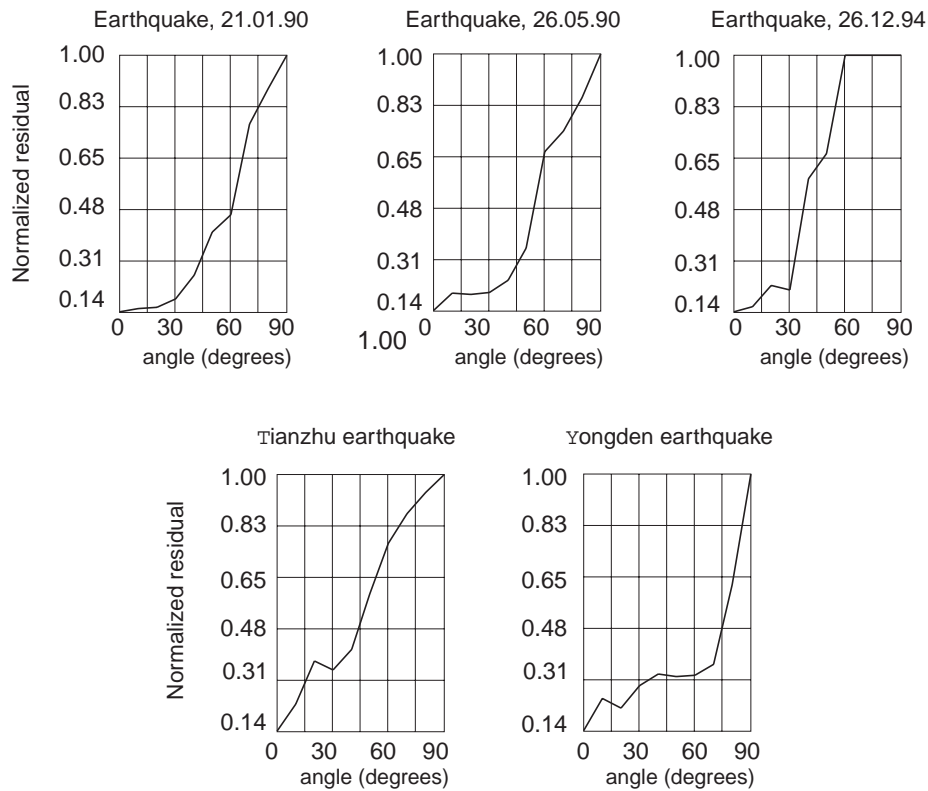 Earthquake, 21.01.90
Normalized residual
1.00
0.83
0.65
0.48
0.31
0.14
0 30 60 90
angle (degrees)
Earthquake, 26.05.90
1.00
0.83
0.65
0.48
0.31
0.14
1.00
0 30 60 90
angle (degrees)
Earthquake, 26.12.94
1.00
0.83
0.65
0.48
0.31
0.14
0 30 60 90
angle (degrees)
Tianzhu earthquake
Normalized residual
1.00
0.83
0.65
0.48
0.31
0.14
0 30 60 90
angle (degrees)
Yongden earthquake
1.00
0.83
0.65
0.48
0.31
0.14
0 30 60 90
angle (degrees)